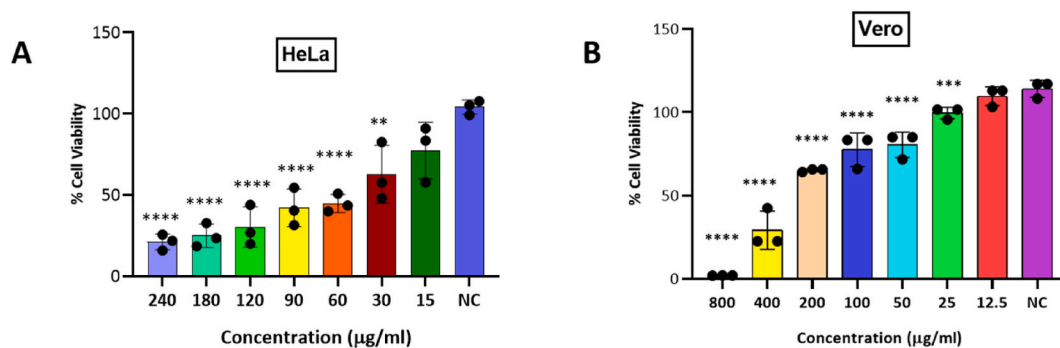 A
HeLa
% Cell Viability
150
100
50
0
**** **** **** **** **** **
240 180 120 90 60 30 15 NC
Concentration (µg/ml)
B
Vero
% Cell Viability
150
100
50
0
**** **** **** **** **** ***
800 400 200 100 50 25 12.5 NC
Concentration (µg/ml)